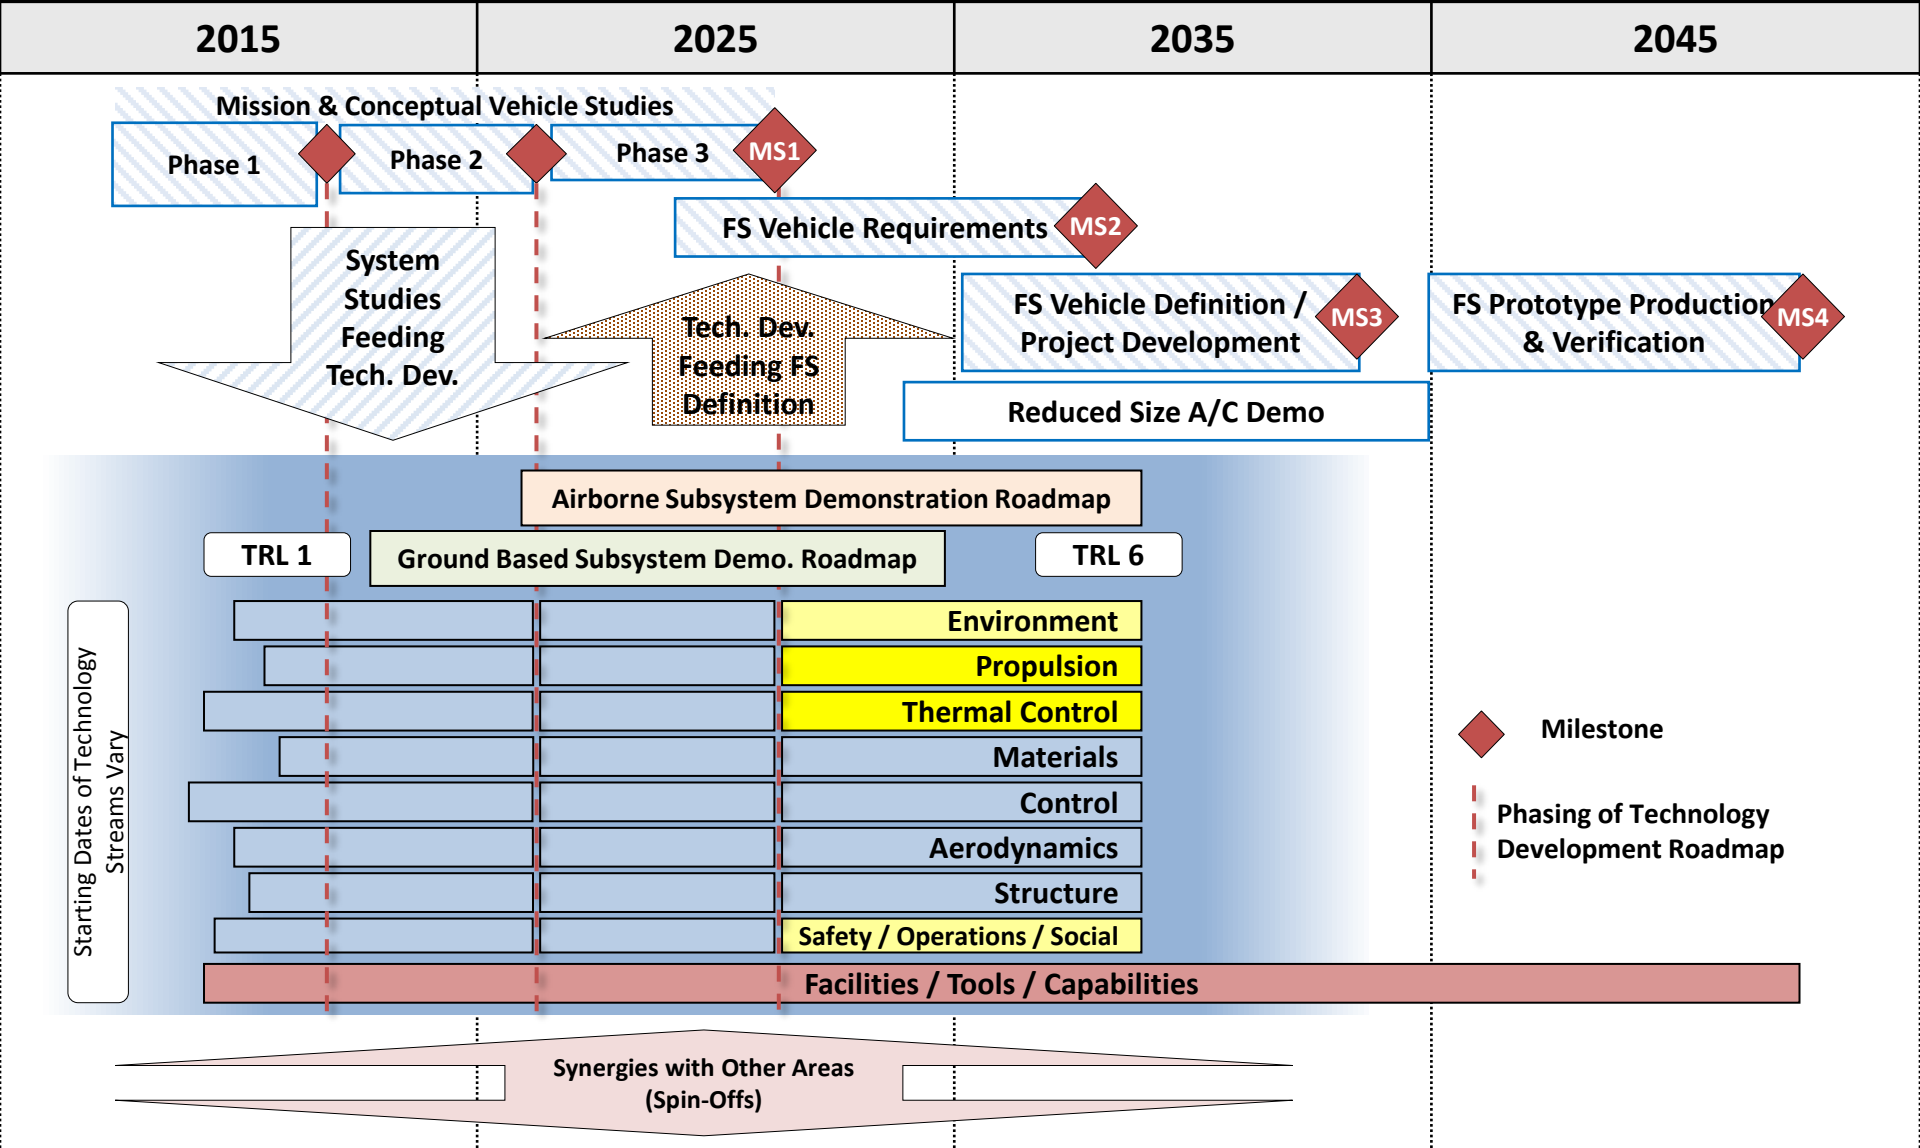 2015
2025
2035
2045
Mission & Conceptual Vehicle Studies
Phase 1
Phase 2
Phase 3
MS1
FS Vehicle Requirements
MS2
System
Studies
Feeding
Tech. Dev.
Tech. Dev.
Feeding FS
Definition
FS Vehicle Definition /
Project Development
MS3
FS Prototype Production
& Verification
MS4
Reduced Size A/C Demo
Airborne Subsystem Demonstration Roadmap
TRL 1
Ground Based Subsystem Demo. Roadmap
TRL 6
Starting Dates of Technology
Streams Vary
Environment
Propulsion
Thermal Control
Materials
Control
Aerodynamics
Structure
Safety / Operations / Social
Facilities / Tools / Capabilities
Milestone
Phasing of Technology
Development Roadmap
Synergies with Other Areas
(Spin-Offs)